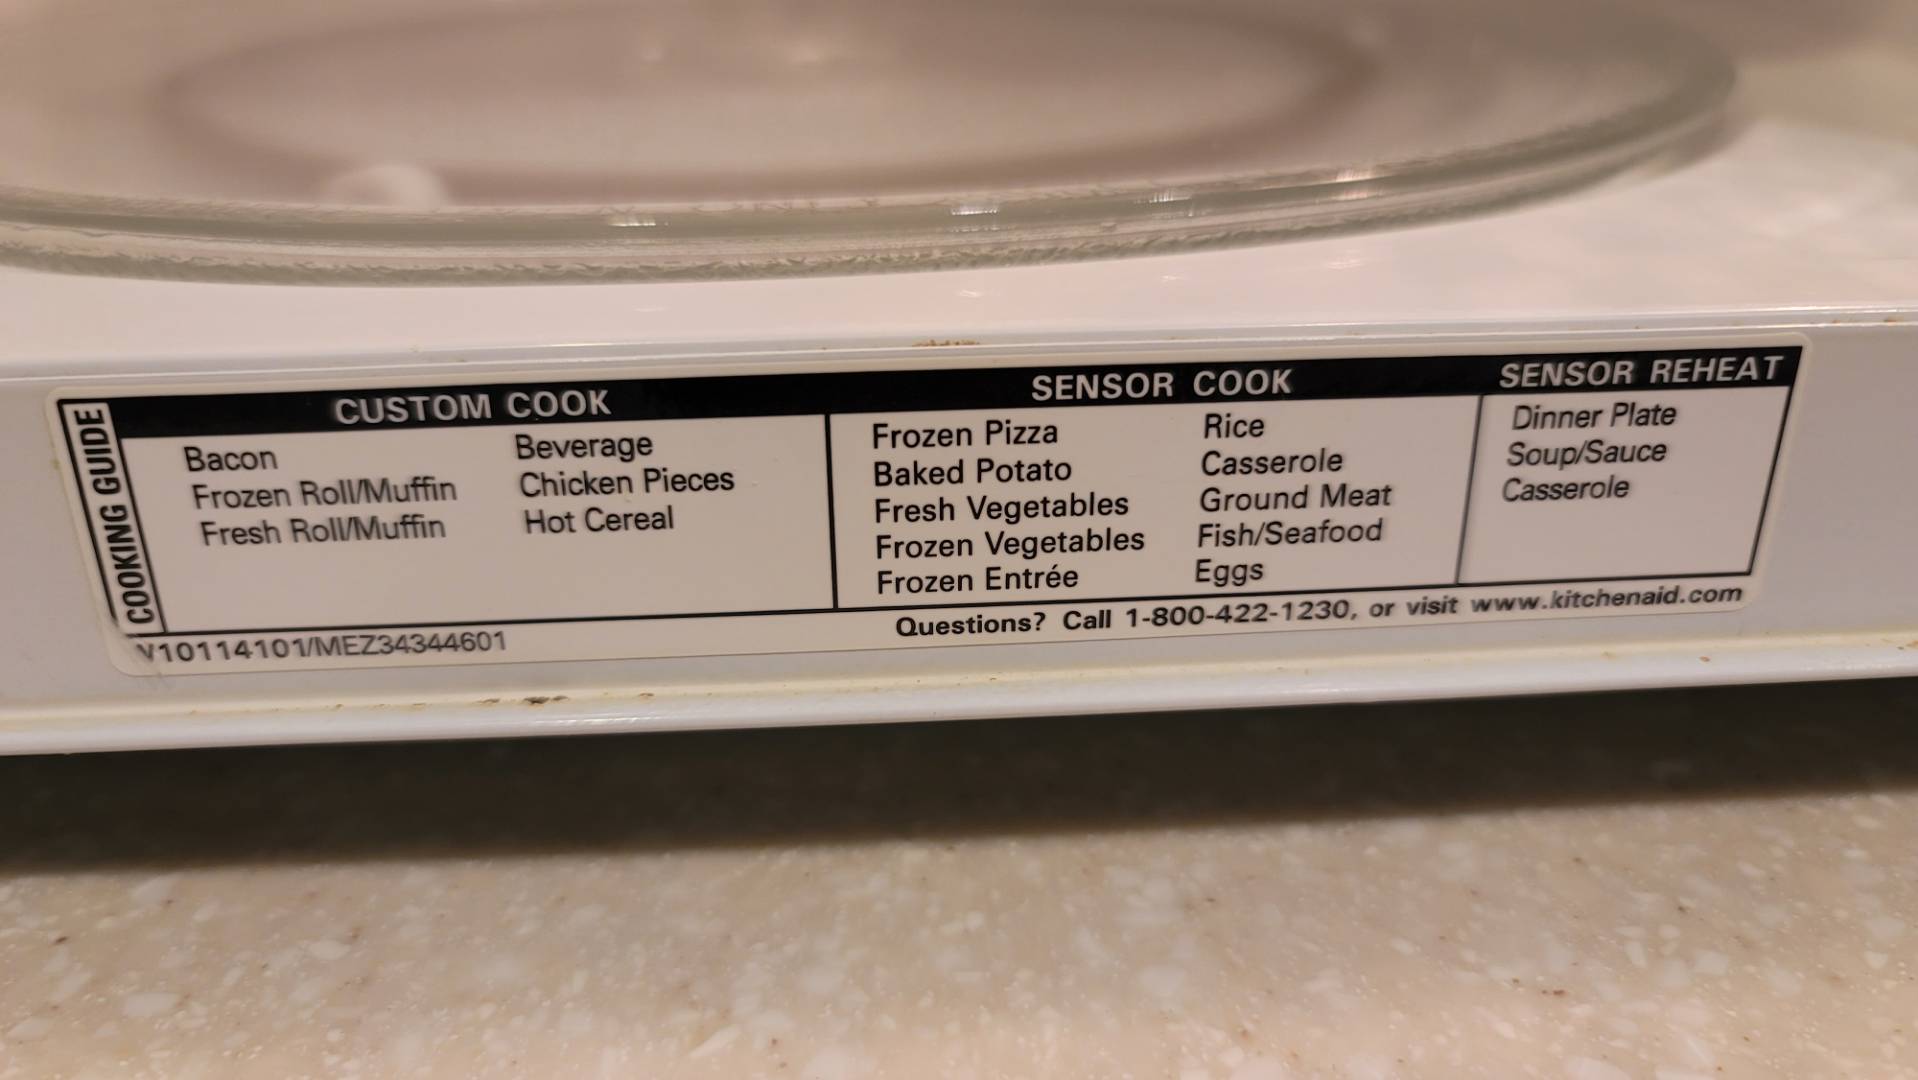 COOKING GUIDE
CUSTOM COOK
Bacon
Frozen Roll/Muffin
Fresh Roll/Muffin
Beverage
Chicken Pieces
Hot Cereal
SENSOR COOK
Frozen Pizza
Baked Potato
Fresh Vegetables
Frozen Vegetables
Frozen Entrée
Rice
Casserole
Ground Meat
Fish/Seafood
Eggs
SENSOR REHEAT
Dinner Plate
Soup/Sauce
Casserole
W10114101/MEZ34344601
Questions? Call 1-800-422-1230, or visit www.kitchenaid.com